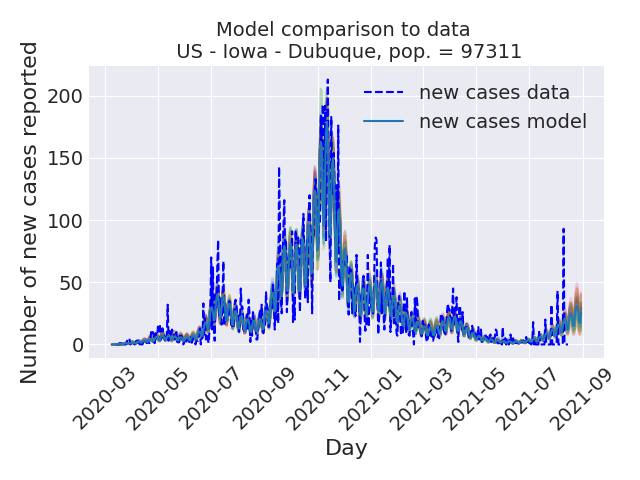 Model comparison to data
US - Iowa - Dubuque, pop. = 97311
Number of new cases reported
200
150
100
50
0
new cases data
new cases model
2020-03
2020-05
2020-07
2020-09
2020-11
2021-01
2021-03
2021-05
2021-07
2021-09
Day